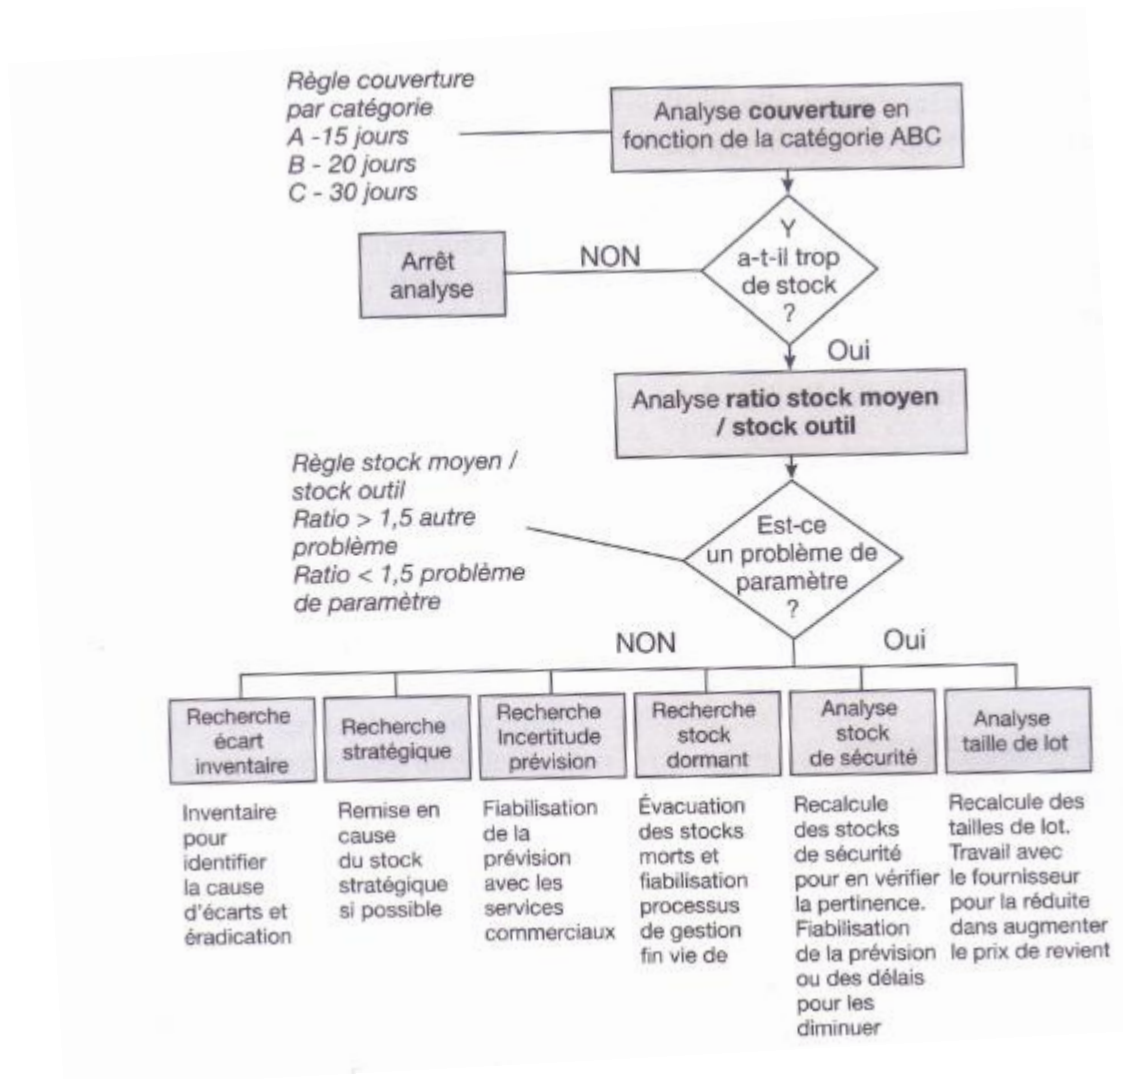 Règle couverture
par catégorie
A -15 jours
B - 20 jours
C - 30 jours
Analyse couverture en
fonction de la catégorie ABC
Y
a-t-il trop
de stock
?
NON
Arrêt
analyse
Oui
Analyse ratio stock moyen
/ stock outil
Règle stock moyen /
stock outil
Ratio > 1,5 autre
problème
Ratio < 1,5 problème
de paramètre
Est-ce
un problème de
paramètre
?
NON
Oui
Recherche
écart
inventaire
Recherche
stratégique
Recherche
Incertitude
prévision
Recherche
stock
dormant
Analyse
stock
de sécurité
Analyse
taille de lot
Inventaire
pour
identifier
la cause
d'écarts et
éradication
Remise en
cause
du stock
stratégique
si possible
Fiabilisation
de la
prévision
avec les
services
commerciaux
Évacuation
des stocks
morts et
fiabilisation
processus
de gestion
fin vie de
Recalcule
des stocks
de sécurité
pour en vérifier
la pertinence.
Fiabilisation
de la prévision
ou des délais
pour les
diminuer
Recalcule des
tailles de lot.
Travail avec
le fournisseur
pour la réduite
dans augmenter
le prix de revient